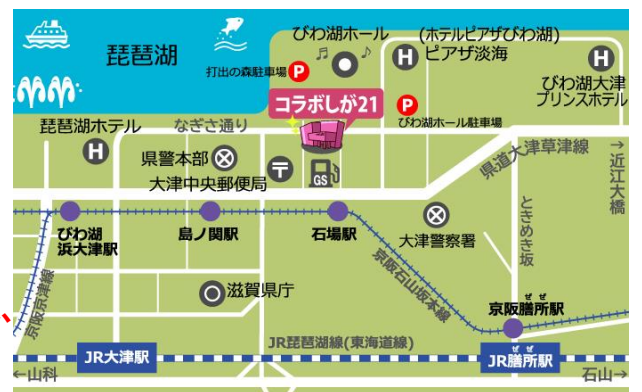 琵琶湖
びわ湖ホール
(ホテルピアザびわ湖)
ピアザ淡海
H
打出の森駐車場
P
コラボしが21
P
びわ湖ホール駐車場
H
びわ湖大津
プリンスホテル
琵琶湖ホテル
H
なぎさ通り
県警本部
大津中央郵便局
〒
GS
県道大津草津線
→近江大橋
びわ湖
浜大津駅
島ノ関駅
石場駅
大津警察署
ときめき坂
京阪京津線
滋賀県庁
京阪石山坂本線
ぜぜ
京阪膳所駅
JR琵琶湖線(東海道線)
JR大津駅
ぜぜ
JR膳所駅
←山科
石山→